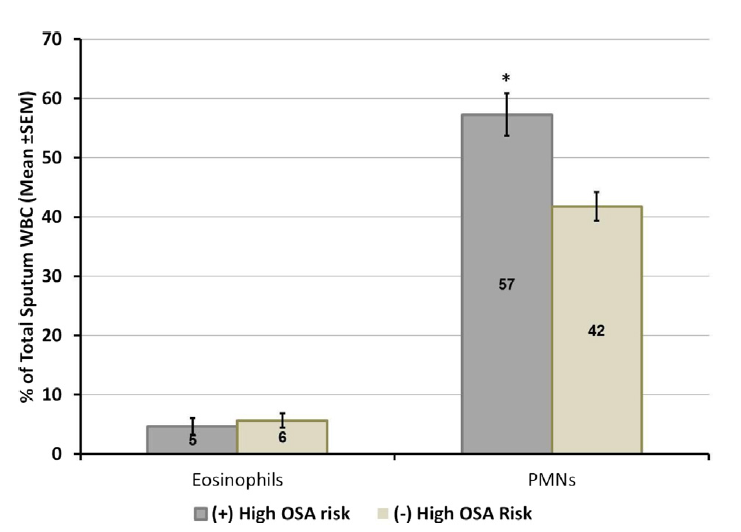 % of Total Sputum WBC (Mean ±SEM)
70
60
50
40
30
20
10
0
*
57
42
5
6
Eosinophils
PMNs
(+) High OSA risk
(-) High OSA Risk